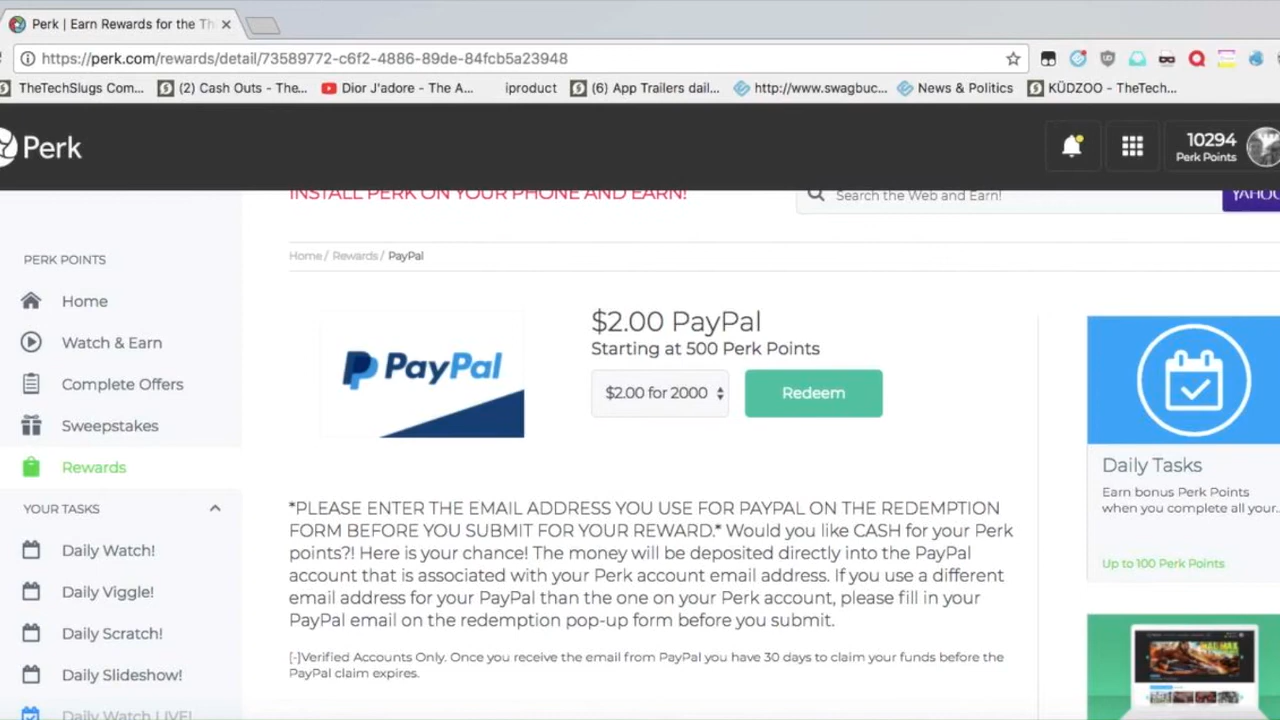 Perk | Earn Rewards for the Th
https://perk.com/rewards/detail/73589772-c6f2-4886-89de-84fcb5a23948
TheTechSlugs Com... (2) Cash Outs - The... Dior J'adore - The A... iproduct (6) App Trailers dail... http://www.swagbuc... News & Politics KÜDZOO - TheTech...
Perk
10294
Perk Points
INSTALL PERK ON YOUR PHONE AND EARN!
Search the Web and Earn!
YAHOO
Home / Rewards / PayPal
PERK POINTS
Home
Watch & Earn
Complete Offers
Sweepstakes
Rewards
YOUR TASKS
Daily Watch!
Daily Viggle!
Daily Scratch!
Daily Slideshow!
Daily Watch LIVE!
PayPal
$2.00 PayPal
Starting at 500 Perk Points
$2.00 for 2000
Redeem
*PLEASE ENTER THE EMAIL ADDRESS YOU USE FOR PAYPAL ON THE REDEMPTION
FORM BEFORE YOU SUBMIT FOR YOUR REWARD.* Would you like CASH for your Perk
points?! Here is your chance! The money will be deposited directly into the PayPal
account that is associated with your Perk account email address. If you use a different
email address for your PayPal than the one on your Perk account, please fill in your
PayPal email on the redemption pop-up form before you submit.
[-]Verified Accounts Only. Once you receive the email from PayPal you have 30 days to claim your funds before the
PayPal claim expires.
Daily Tasks
Earn bonus Perk Points
when you complete all your...
Up to 100 Perk Points